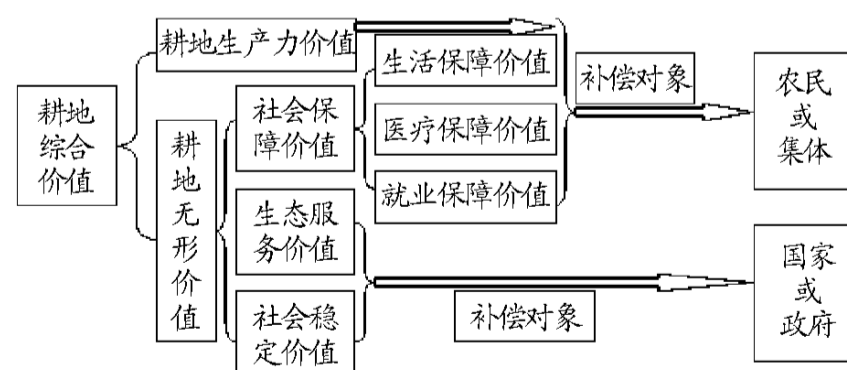 耕地
综合
价值
耕地生产力价值
耕
地
无
形
价
值
社会保
障价值
生态服
务价值
社会稳
定价值
生活保障价值
医疗保障价值
就业保障价值
补偿对象
农民
或
集体
补偿对象
国家
或
政府